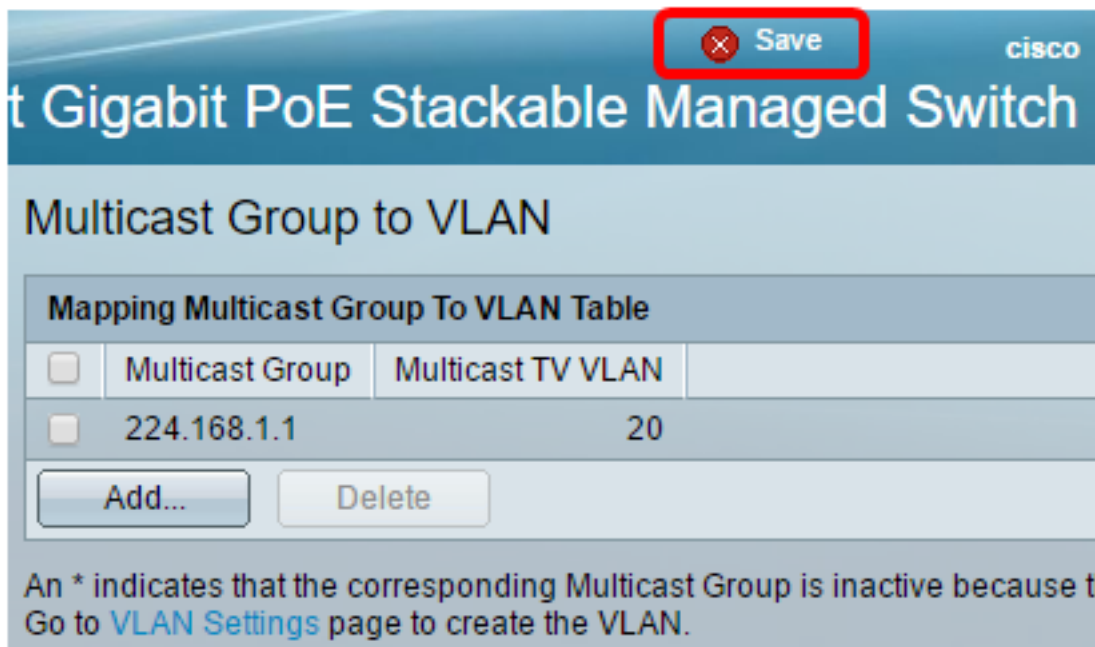 Save
cisco
t Gigabit PoE Stackable Managed Switch
Multicast Group to VLAN
Mapping Multicast Group To VLAN Table
Multicast Group Multicast TV VLAN
224.168.1.1 20
Add... Delete
An * indicates that the corresponding Multicast Group is inactive because t
Go to VLAN Settings page to create the VLAN.